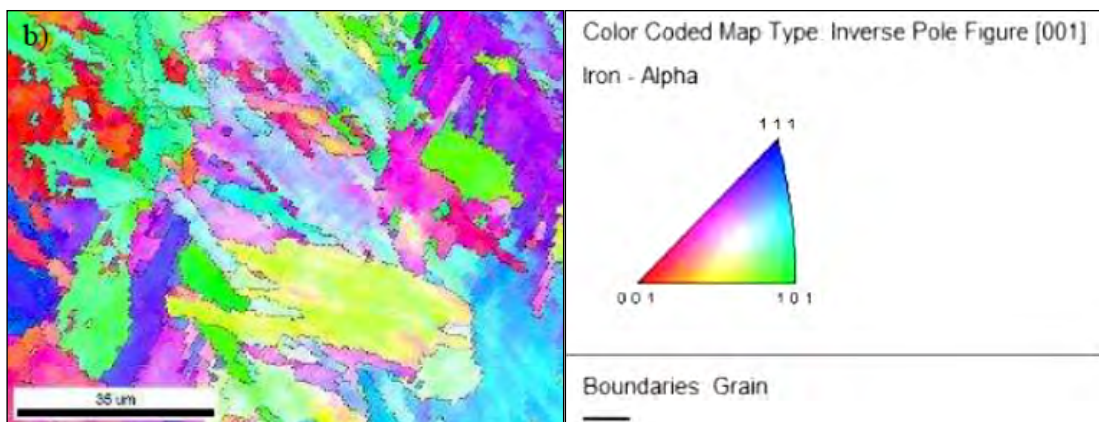 b)
35 um
Color Coded Map Type: Inverse Pole Figure [001]
Iron - Alpha
1 1 1
0 0 1
1 0 1
Boundaries: Grain